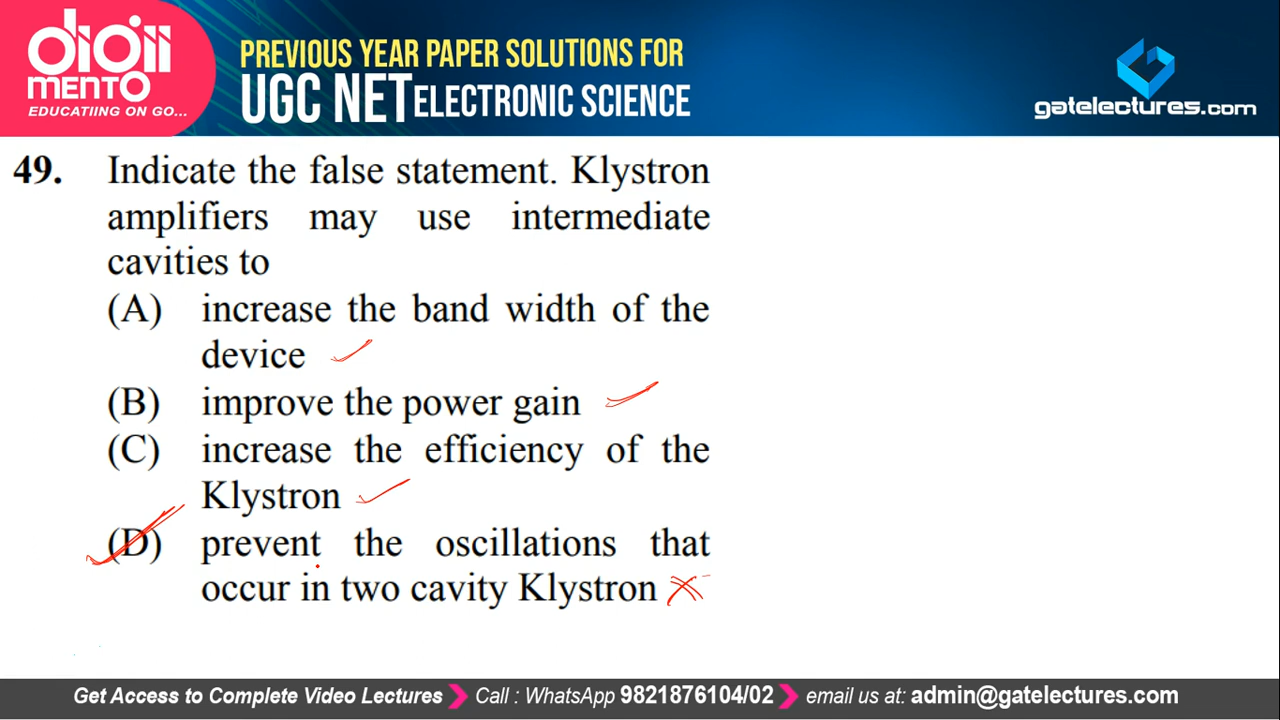 digii
MENTO
EDUCATIING ON GO...
PREVIOUS YEAR PAPER SOLUTIONS FOR
UGC NET ELECTRONIC SCIENCE
gatelectures.com
49. Indicate the false statement. Klystron
amplifiers may use intermediate
cavities to
(A) increase the band width of the
device
(B) improve the power gain
(C) increase the efficiency of the
Klystron
(D) prevent the oscillations that
occur in two cavity Klystron
Get Access to Complete Video Lectures Call : WhatsApp 9821876104/02 email us at: admin@gatelectures.com